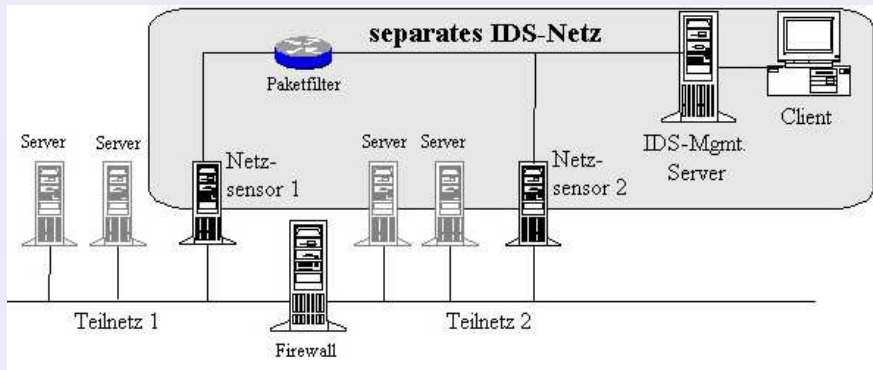 separates IDS-Netz
Paketfilter
Client
IDS-Mgmt.
Server
Server
Server
Netz-
sensor 1
Server
Server
Netz-
sensor 2
Teilnetz 1
Teilnetz 2
Firewall